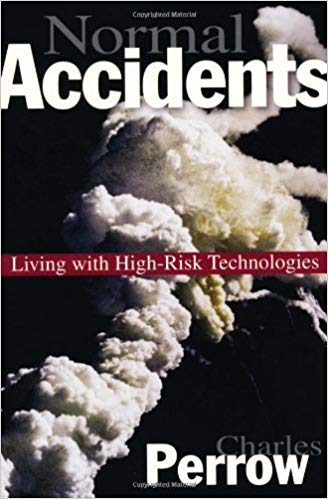 Normal
Accidents
Living with High-Risk Technologies
Charles
Perrow